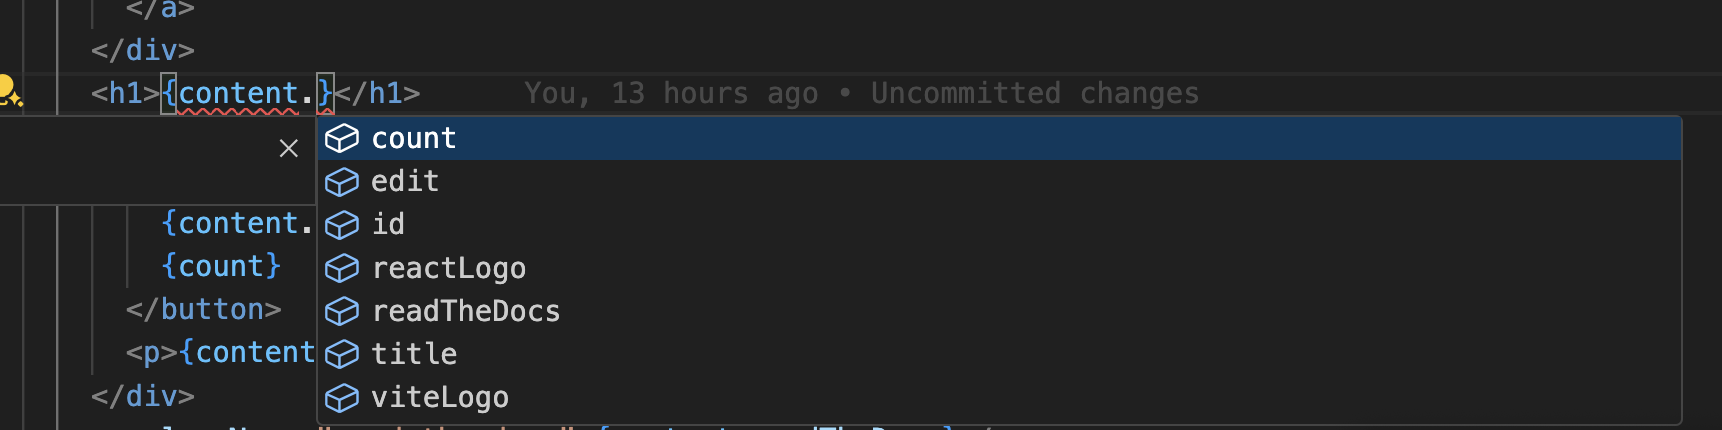 </a>
</div>
<h1>{content.}</h1> You, 13 hours ago • Uncommitted changes
count
edit
id
reactLogo
readTheDocs
title
viteLogo
{content.
{count}
</button>
<p>{content
</div>